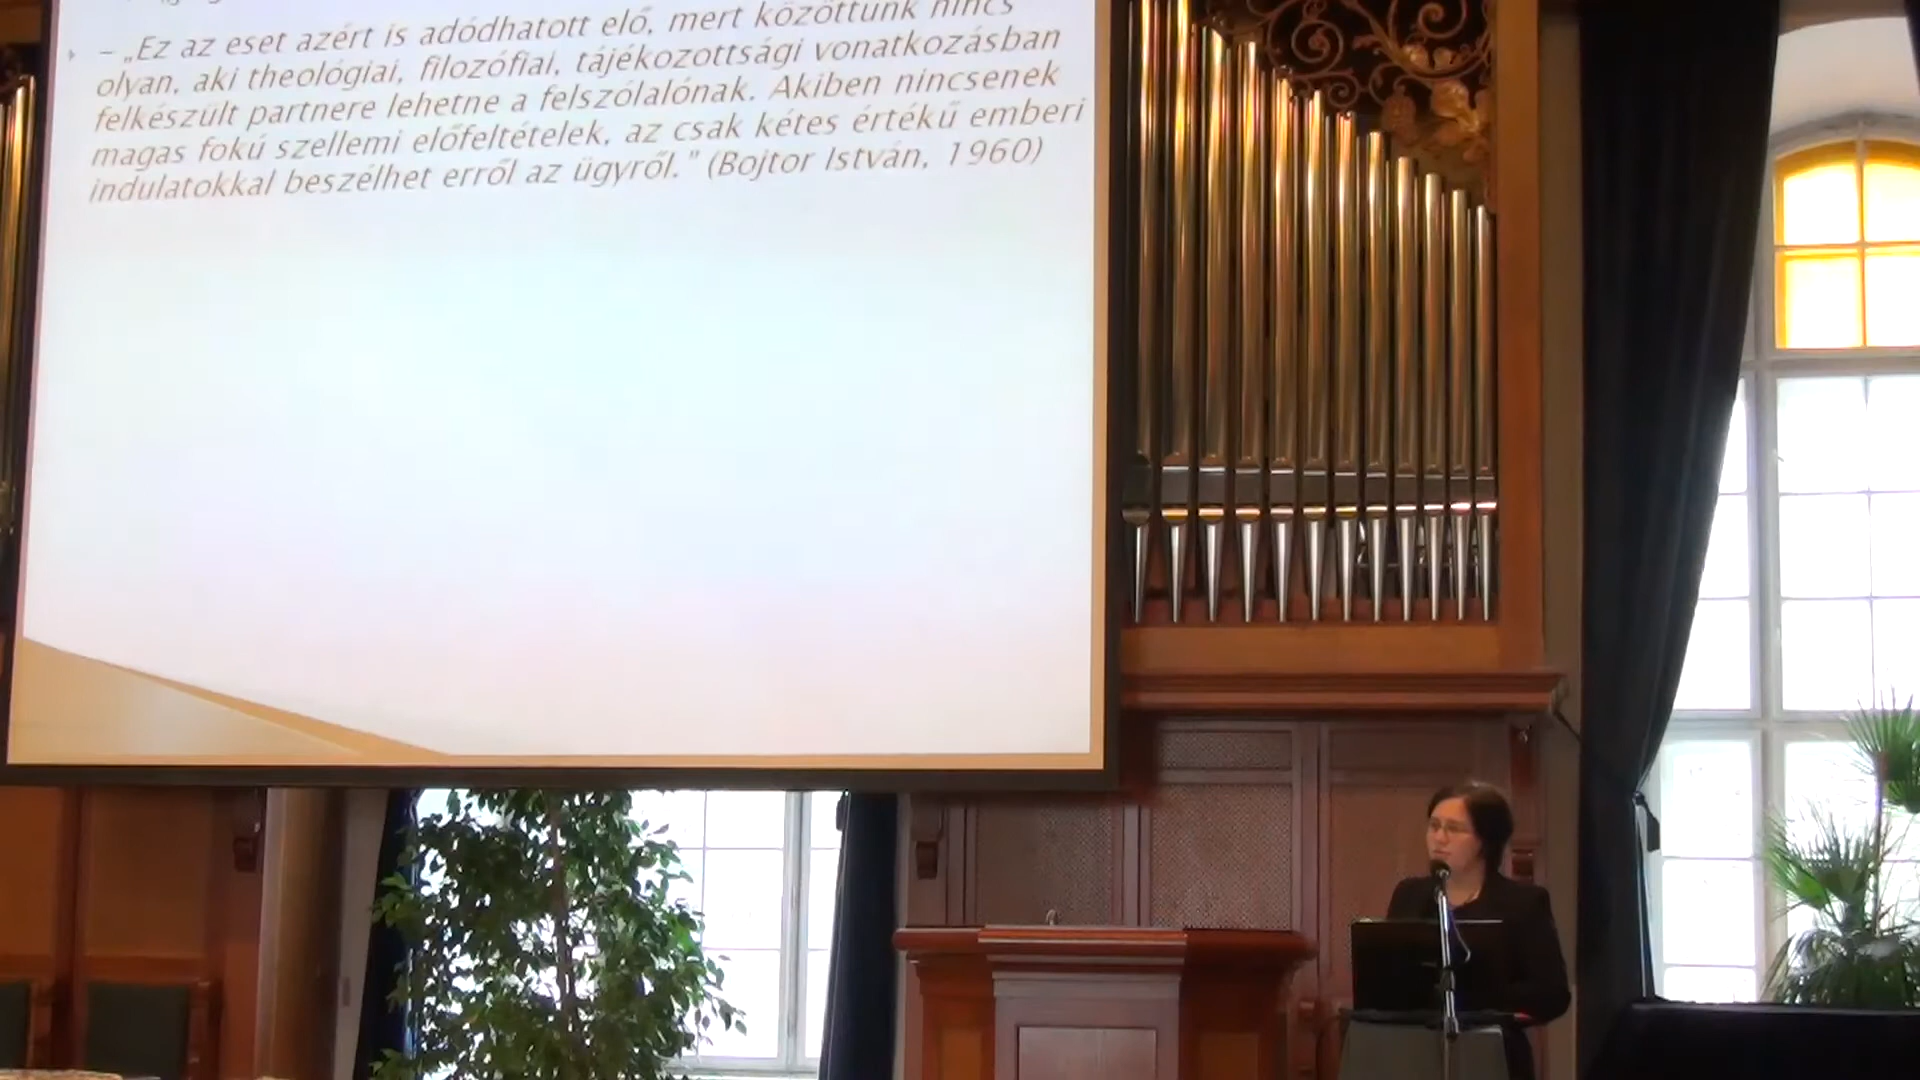 – „Ez az eset azért is adódhatott elő, mert közöttünk nincs
olyan, aki theológiai, filozófiai, tájékozottsági vonatkozásban
felkészült partnere lehetne a felszólalónak. Akiben nincsenek
magas fokú szellemi előfeltételek, az csak kétes értékű emberi
indulatokkal beszélhet erről az ügyről." (Bojtor István, 1960)